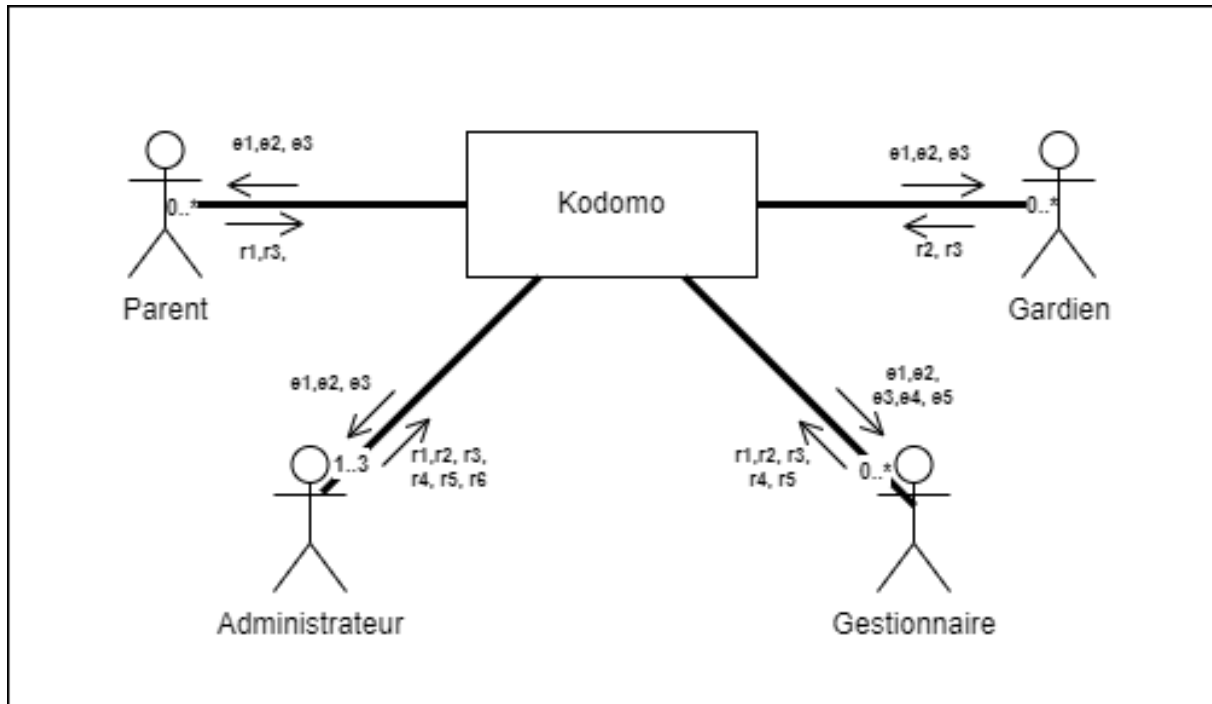 e1,e2, e3
e1,e2, e3
Kodomo
0..*
0..*
r1,r3,
r2, r3
Parent
Gardien
e1,e2, e3
e1,e2,
e3,e4, e5
1..3
r1,r2, r3,
r4, r5, r6
r1,r2, r3,
r4, r5
0..*
Administrateur
Gestionnaire